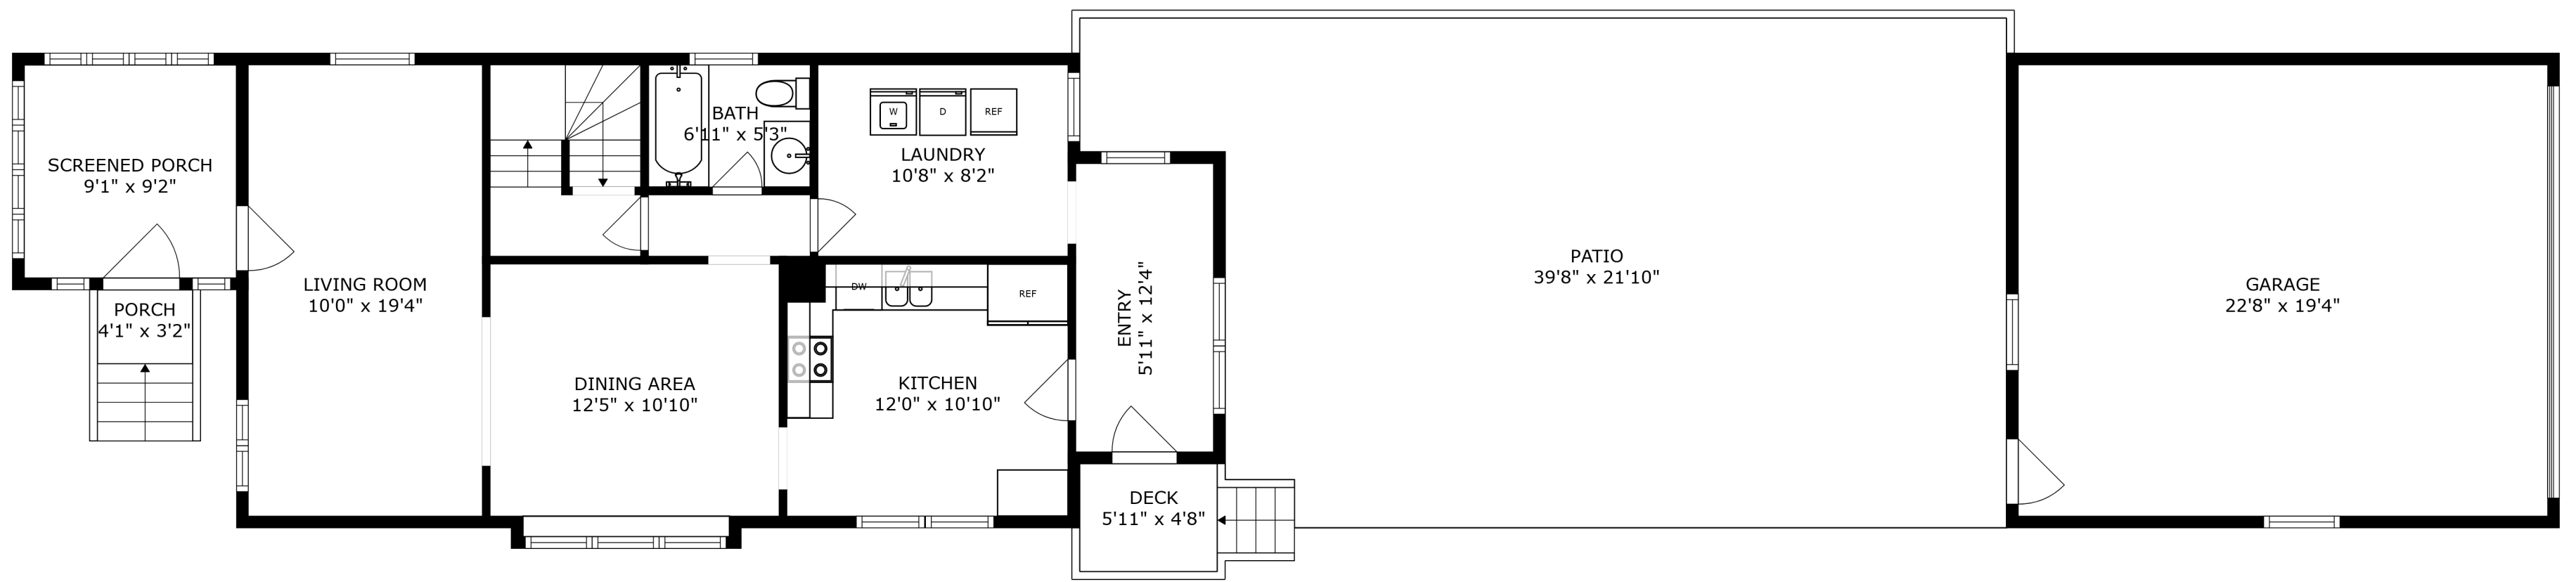 SCREENED PORCH
9'1" x 9'2"
PORCH
4'1" x 3'2"
LIVING ROOM
10'0" x 19'4"
BATH
6'11" x 5'3"
W
D
REF
LAUNDRY
10'8" x 8'2"
DINING AREA
12'5" x 10'10"
DW
REF
KITCHEN
12'0" x 10'10"
ENTRY
5'11" x 12'4"
DECK
5'11" x 4'8"
PATIO
39'8" x 21'10"
GARAGE
22'8" x 19'4"